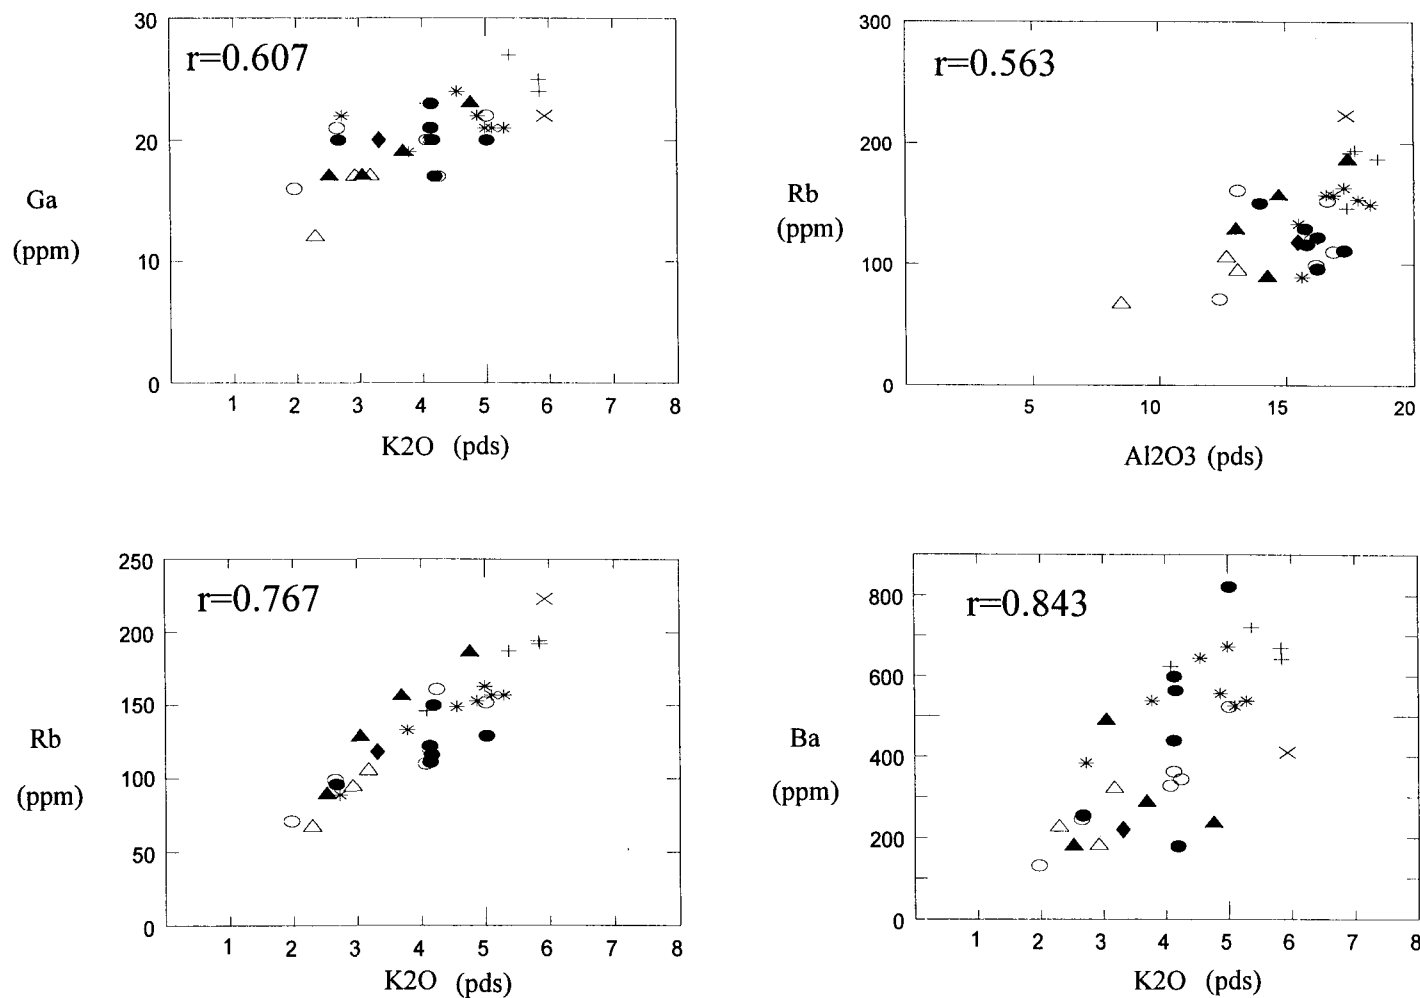 30
r=0.607
20
Ga
(ppm)
10
0
1 2 3 4 5 6 7 8
K2O (pds)
300
r=0.563
200
Rb
(ppm)
100
0
5 10 15 20
Al2O3 (pds)
250
r=0.767
200
150
Rb
100
(ppm)
50
0
1 2 3 4 5 6 7 8
K2O (pds)
800
r=0.843
600
Ba
400
(ppm)
200
0
1 2 3 4 5 6 7 8
K2O (pds)